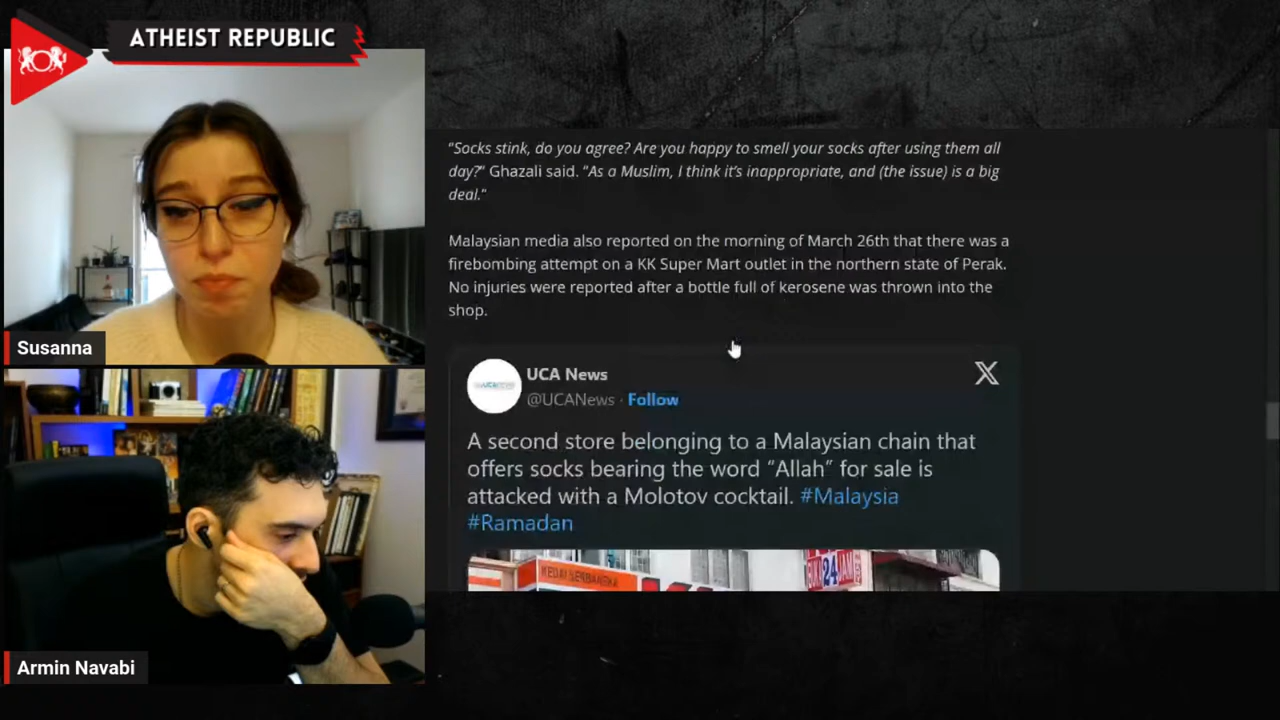 ATHEIST REPUBLIC
Susanna
Armin Navabi
“Socks stink, do you agree? Are you happy to smell your socks after using them all
day?” Ghazali said. “As a Muslim, I think it’s inappropriate, and (the issue) is a big
deal.“
Malaysian media also reported on the morning of March 26th that there was a
firebombing attempt on a KK Super Mart outlet in the northern state of Perak.
No injuries were reported after a bottle full of kerosene was thrown into the
shop.
UCA News
@UCANews · Follow
A second store belonging to a Malaysian chain that
offers socks bearing the word “Allah” for sale is
attacked with a Molotov cocktail. #Malaysia
#Ramadan
KEDAI SERBANEKA
24 JAM